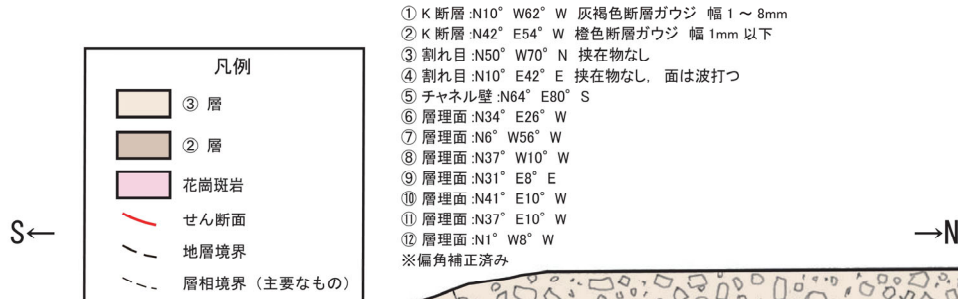 ① K 断層 :N10° W62° W 灰褐色断層ガウジ 幅 1 ~ 8mm
② K 断層 :N42° E54° W 橙色断層ガウジ 幅 1mm 以下
③ 割れ目 :N50° W70° N 挟在物なし
④ 割れ目 :N10° E42° E 挟在物なし, 面は波打つ
⑤ チャネル壁 :N64° E80° S
⑥ 層理面 :N34° E26° W
⑦ 層理面 :N6° W56° W
⑧ 層理面 :N37° W10° W
⑨ 層理面 :N31° E8° E
⑩ 層理面 :N41° E10° W
⑪ 層理面 :N37° E10° W
⑫ 層理面 :N1° W8° W
※偏角補正済み
凡例
③ 層
② 層
花崗斑岩
せん断面
地層境界
層相境界（主要なもの）
S←
→N